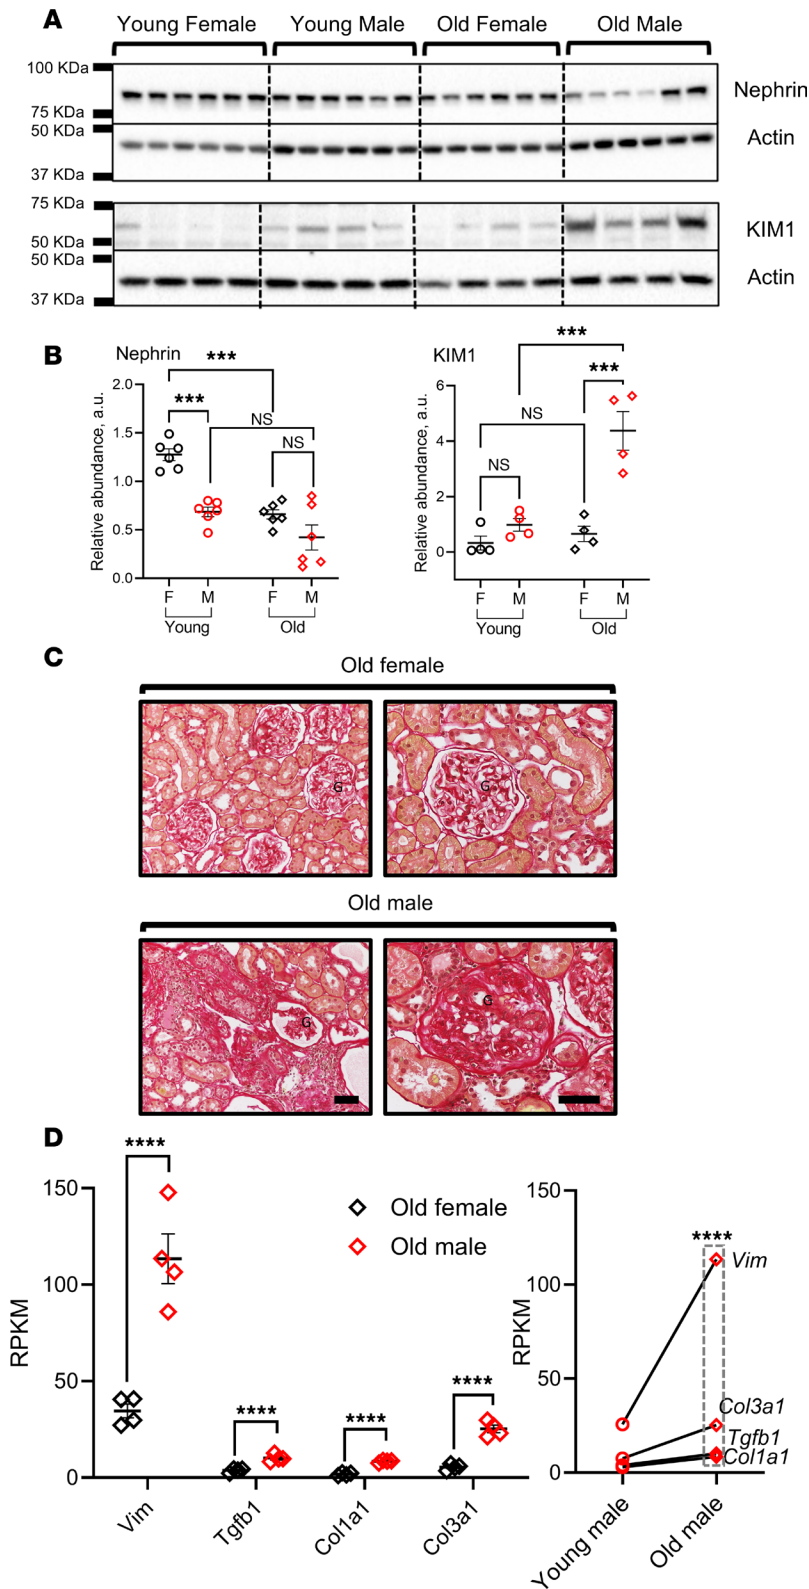 A
Young Female
Young Male
Old Female
Old Male
100 KDa
Nephrin
75 KDa
50 KDa
Actin
37 KDa
75 KDa
KIM1
50 KDa
50 KDa
Actin
37 KDa
B
Nephrin
Relative abundance, a.u.
2.0
1.5
1.0
0.5
0.0
***
***
NS
NS
F
M
F
M
Young
Old
KIM1
Relative abundance, a.u.
6
4
2
0
***
***
NS
NS
F
M
F
M
Young
Old
C
Old female
G
G
Old male
G
G
D
RPKM
150
100
50
0
****
****
****
****
Old female
Old male
Vim
Tgfb1
Col1a1
Col3a1
RPKM
150
100
50
0
****
Vim
Col3a1
Tgfb1
Col1a1
Young male
Old male